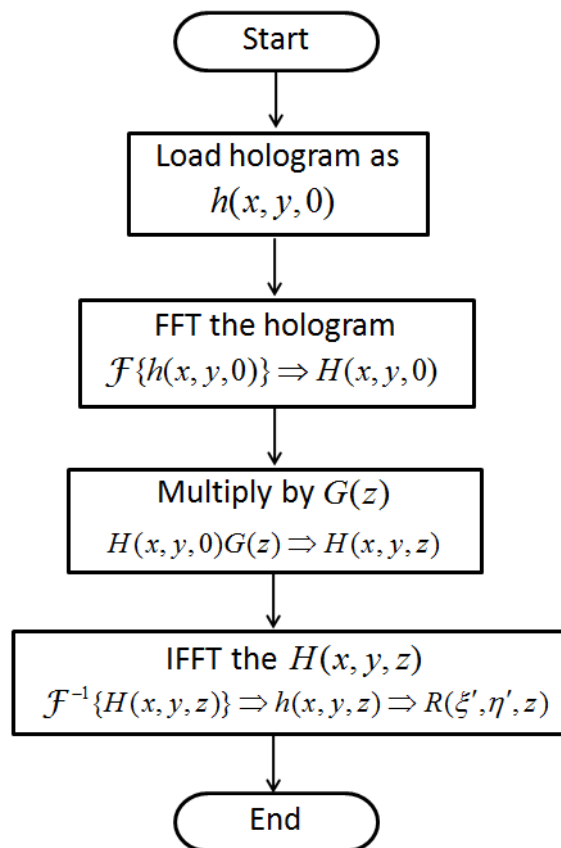 Start
Load hologram as
h(x, y, 0)
FFT the hologram
ℱ{h(x, y, 0)} ⇒ H(x, y, 0)
Multiply by G(z)
H(x, y, 0)G(z) ⇒ H(x, y, z)
IFFT the H(x, y, z)
ℱ⁻¹{H(x, y, z)} ⇒ h(x, y, z) ⇒ R(ξ′, η′, z)
End